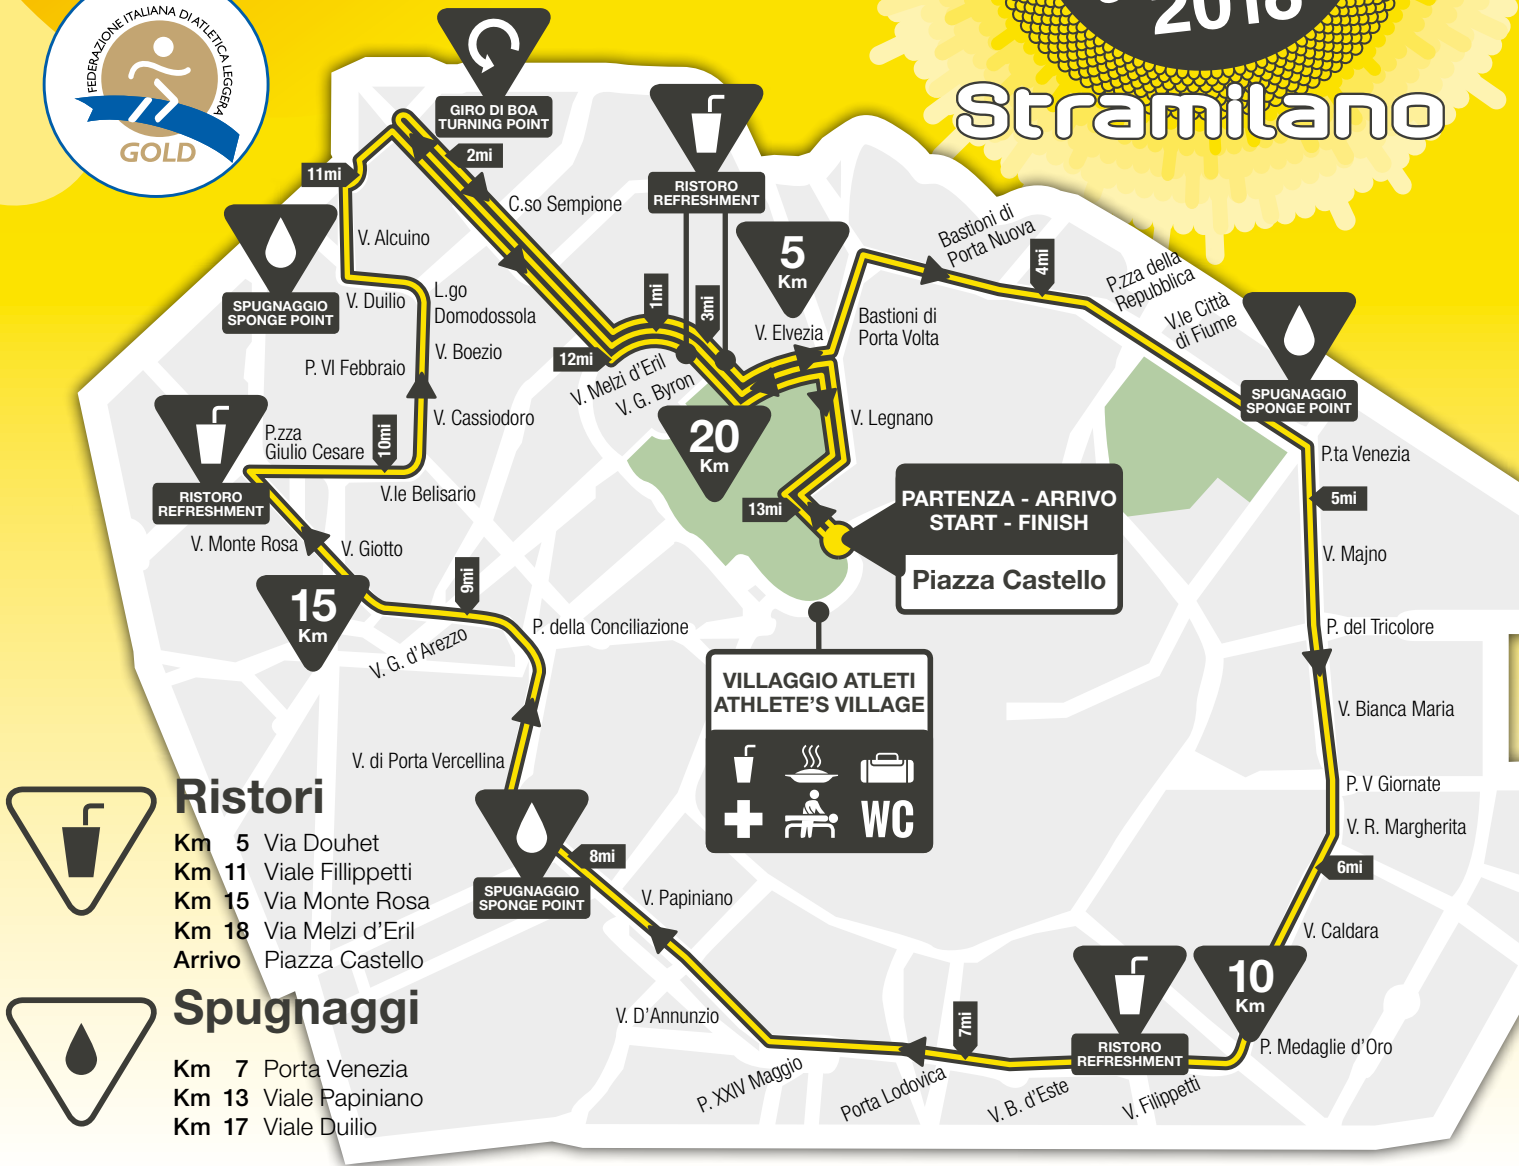 FEDERAZIONE ITALIANA DI ATLETICA LEGGERA
GOLD
2018
Stramilano
GIRO DI BOA
TURNING POINT
2mi
11mi
RISTORO
REFRESHMENT
C.so Sempione
5
Km
Bastioni di
Porta Nuova
4mi
P.zza della
Repubblica
V.le Città
di Fiume
V. Alcuino
SPUGNAGGIO
SPONGE POINT
V. Duilio
L.go
Domodossola
1mi
3mi
V. Elvezia
Bastioni di
Porta Volta
P. VI Febbraio
V. Boezio
12mi
V. Melzi d'Eril
V. G. Byron
SPUGNAGGIO
SPONGE POINT
V. Cassiodoro
V. Legnano
P.zza
Giulio Cesare
10mi
20
Km
P.ta Venezia
RISTORO
REFRESHMENT
V.le Belisario
13mi
PARTENZA - ARRIVO
START - FINISH
Piazza Castello
5mi
V. Monte Rosa
V. Giotto
V. Majno
15
Km
9mi
V. G. d'Arezzo
P. della Conciliazione
P. del Tricolore
VILLAGGIO ATLETI
ATHLETE'S VILLAGE
WC
V. Bianca Maria
V. di Porta Vercellina
P. V Giornate
V. R. Margherita
6mi
8mi
SPUGNAGGIO
SPONGE POINT
V. Papiniano
V. Caldara
10
Km
V. D'Annunzio
7mi
RISTORO
REFRESHMENT
P. Medaglie d'Oro
P. XXIV Maggio
Porta Lodovica
V. B. d'Este
V. Filippetti
Ristori
Km 5 Via Douhet
Km 11 Viale Fillippetti
Km 15 Via Monte Rosa
Km 18 Via Melzi d'Eril
Arrivo Piazza Castello
Spugnaggi
Km 7 Porta Venezia
Km 13 Viale Papiniano
Km 17 Viale Duilio